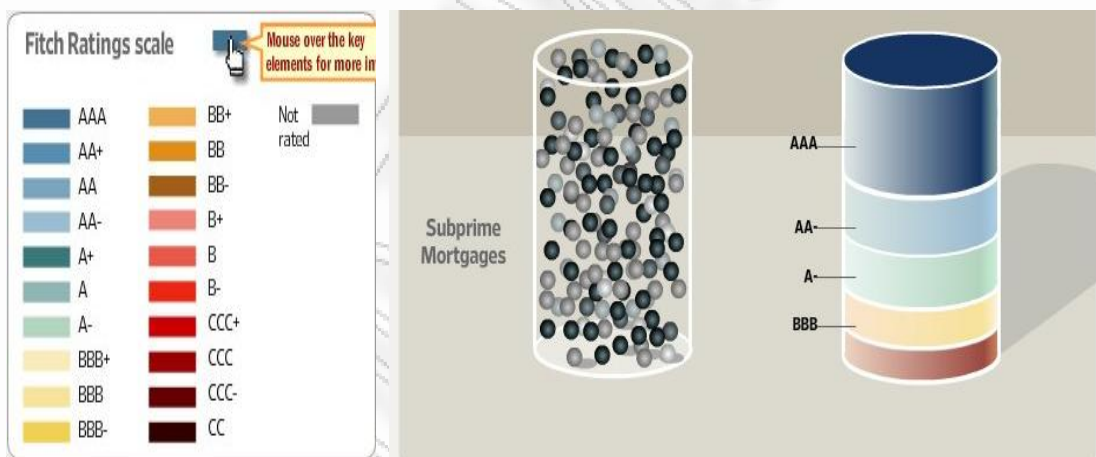 Fitch Ratings scale
Mouse over the key
elements for more in
AAA
AA+
AA
AA-
A+
A
A-
BBB+
BBB
BBB-
BB+
BB
BB-
B+
B
B-
CCC+
CCC
CCC-
CC
Not
rated
Subprime
Mortgages
AAA
AA-
A-
BBB